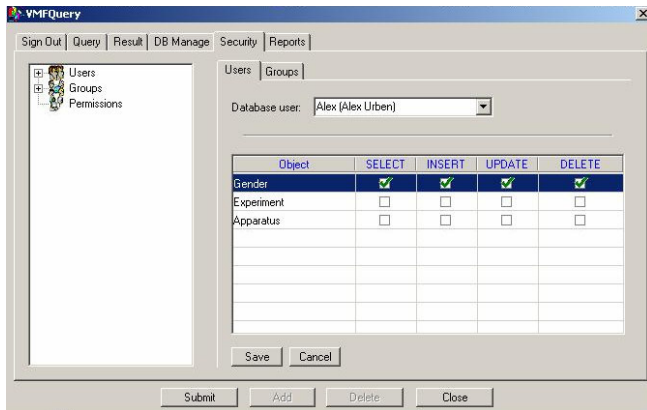 VMFQuery
Sign Out Query Result DB Manage Security Reports
Users
Groups
Permissions
Users Groups
Database user: Alex (Alex Urben)
Object SELECT INSERT UPDATE DELETE
Gender
Experiment
Apparatus
Save Cancel
Submit Add Delete Close